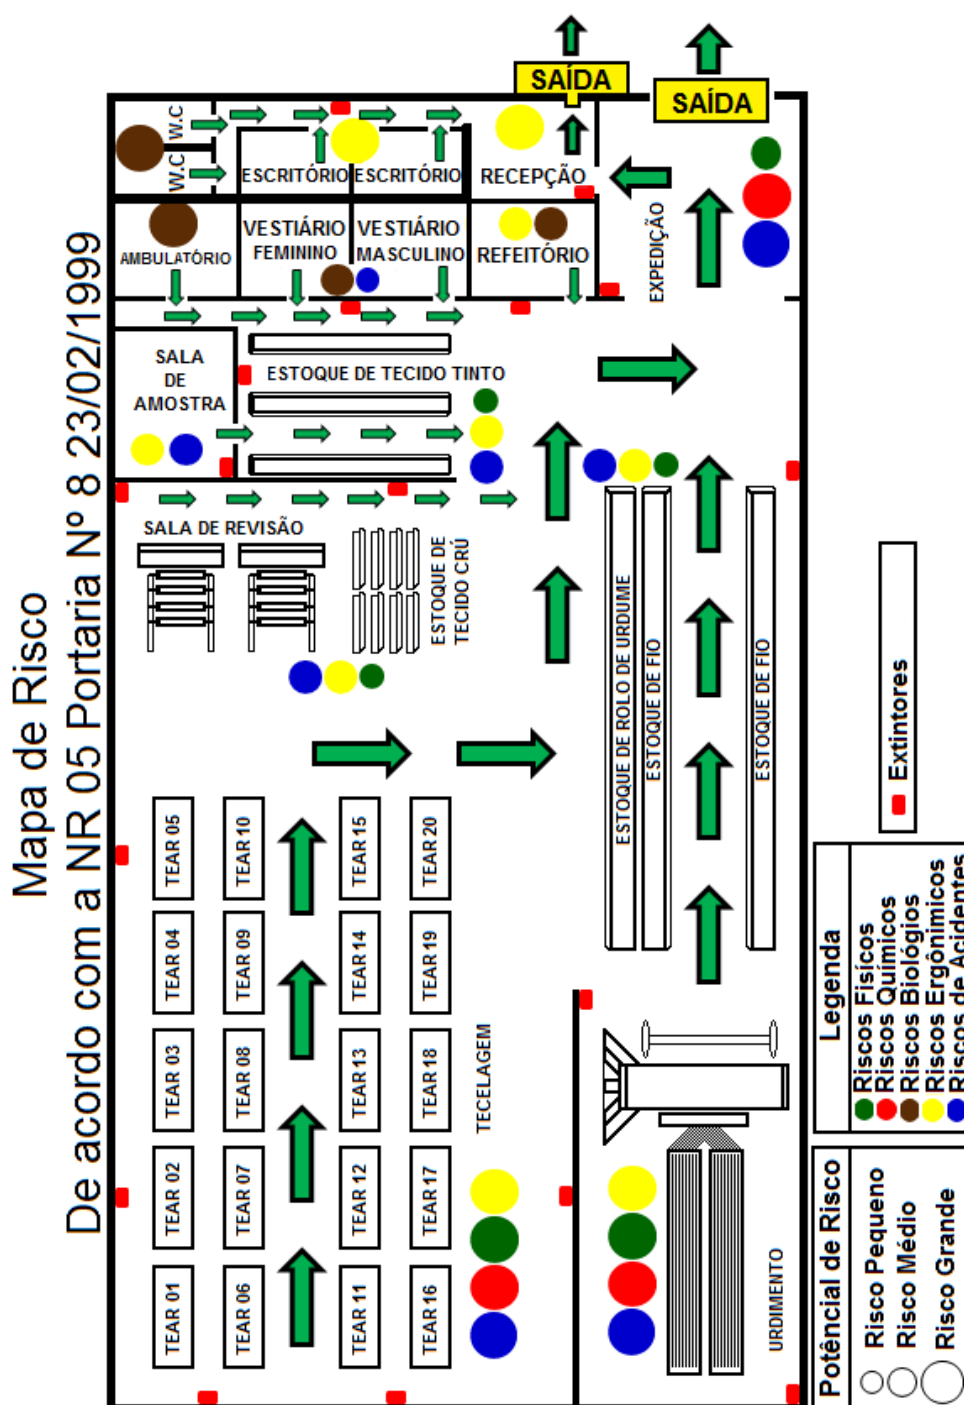 Mapa de Risco
De acordo com a NR 05 Portaria Nº 8 23/02/1999
SAÍDA
SAÍDA
W.C
W.C
ESCRITÓRIO
ESCRITÓRIO
RECEPÇÃO
AMBULATÓRIO
VESTIÁRIO
FEMININO
VESTIÁRIO
MASCULINO
REFEITÓRIO
EXPEDIÇÃO
SALA
DE
AMOSTRA
ESTOQUE DE TECIDO TINTO
SALA DE REVISÃO
ESTOQUE DE
TECIDO CRÚ
ESTOQUE DE ROLO DE URDUME
ESTOQUE DE FIO
ESTOQUE DE FIO
TEAR 05
TEAR 10
TEAR 15
TEAR 20
TEAR 04
TEAR 09
TEAR 14
TEAR 19
TEAR 03
TEAR 08
TEAR 13
TEAR 18
TEAR 02
TEAR 07
TEAR 12
TEAR 17
TEAR 01
TEAR 06
TEAR 11
TEAR 16
TECELAGEM
URDIMENTO
Extintores
Legenda
Riscos Físicos
Riscos Químicos
Riscos Biológios
Riscos Ergônimicos
Riscos de Acidentes
Potêncial de Risco
Risco Pequeno
Risco Médio
Risco Grande